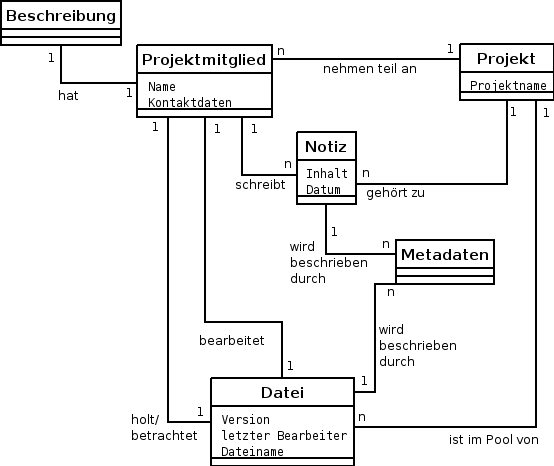 Beschreibung
1
hat
1
Projektmitglied
Name
Kontaktdaten
n
nehmen teil an
1
Projekt
Projektname
1
1
1
1
1
schreibt
n
Notiz
Inhalt
Datum
n
gehört zu
1
wird
beschrieben
durch
n
Metadaten
n
wird
beschrieben
durch
1
bearbeitet
1
holt/
betrachtet
1
Datei
Version
letzter Bearbeiter
Dateiname
n
ist im Pool von